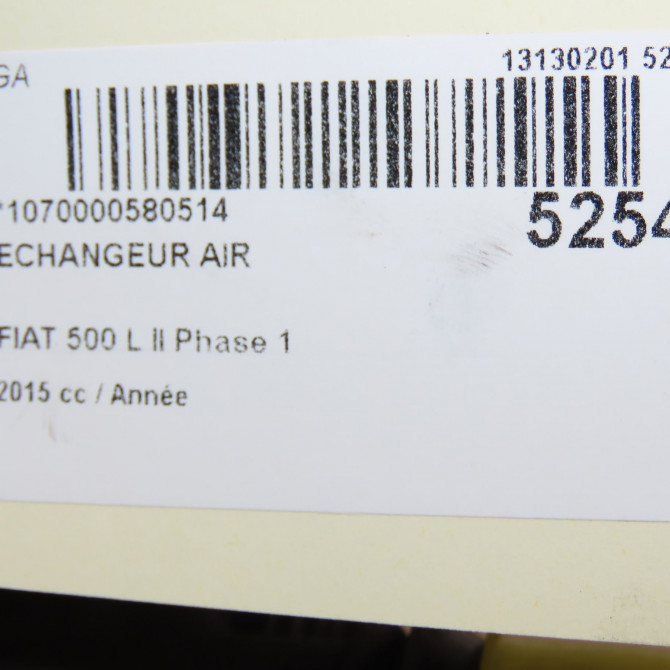 GA
13130201 52
*1070000580514
5254
ECHANGEUR AIR
FIAT 500 L II Phase 1
2015 cc / Année